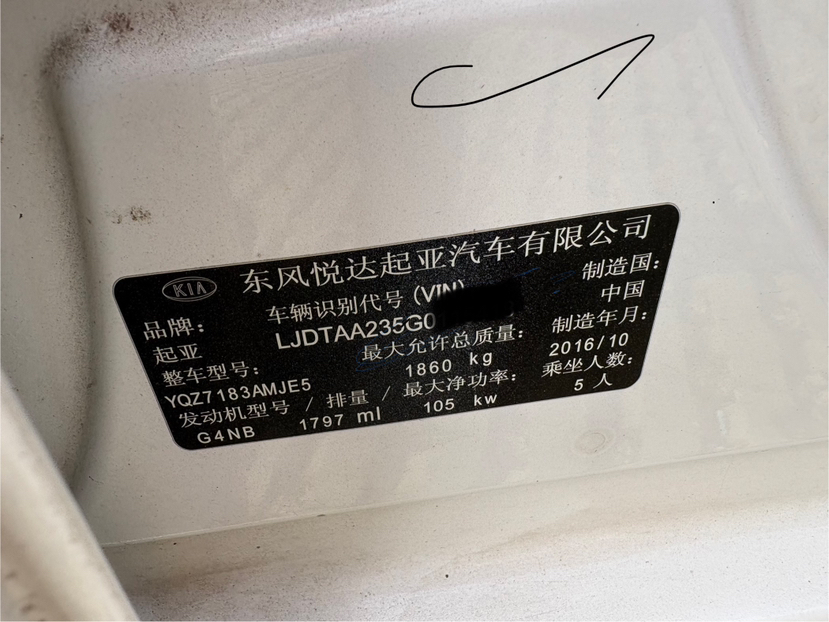 KIA 东风悦达起亚汽车有限公司
品牌: 车辆识别代号 (VIN) 制造国:
起亚 LJDTAA235G0 中国
整车型号: 最大允许总质量: 制造年月:
YQZ7183AMJE5 1860 kg 2016/10
发动机型号 / 排量 / 最大净功率: 乘坐人数:
G4NB 1797 ml 105 kw 5 人